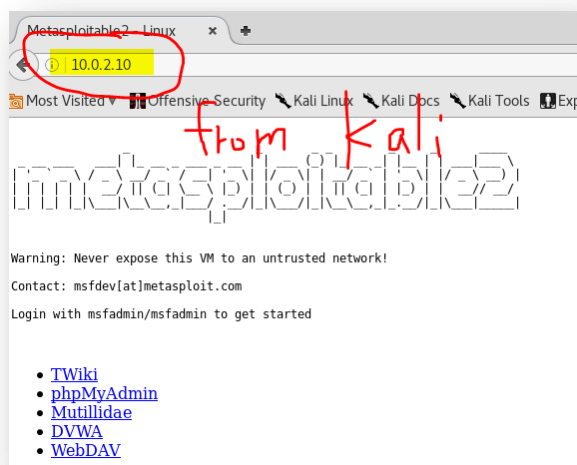 Metasploitable2 - Linux
10.0.2.10
Most Visited Offensive Security Kali Linux Kali Docs Kali Tools Exp
from Kali
metasploitable2
Warning: Never expose this VM to an untrusted network!
Contact: msfdev[at]metasploit.com
Login with msfadmin/msfadmin to get started
TWiki
phpMyAdmin
Mutillidae
DVWA
WebDAV